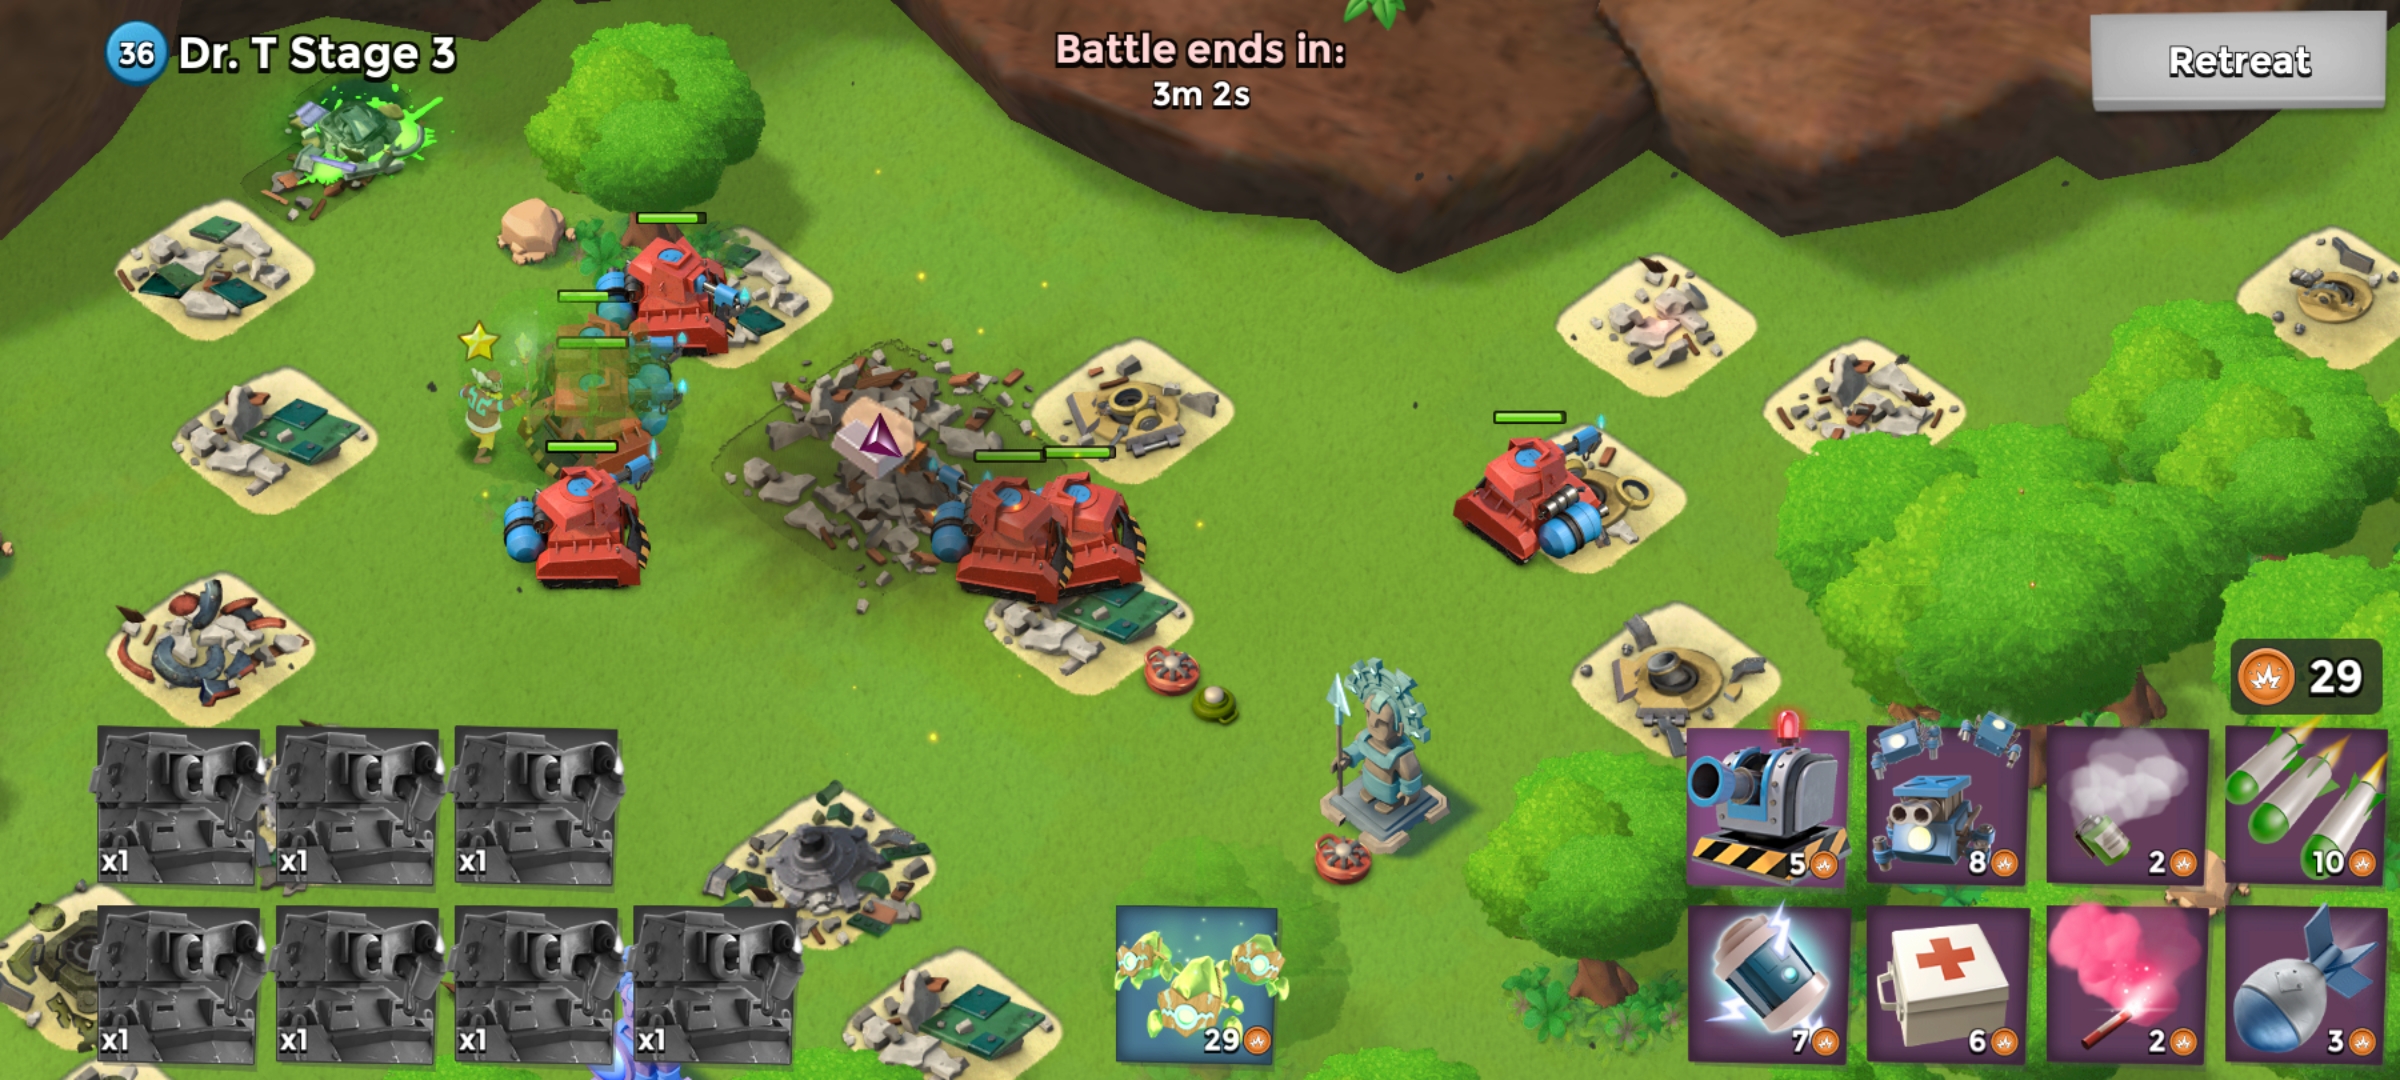 36 Dr. T Stage 3
Battle ends in:
3m 2s
Retreat
29
x1 x1 x1
5 8 2 10
x1 x1 x1 x1
29
7 6 2 3